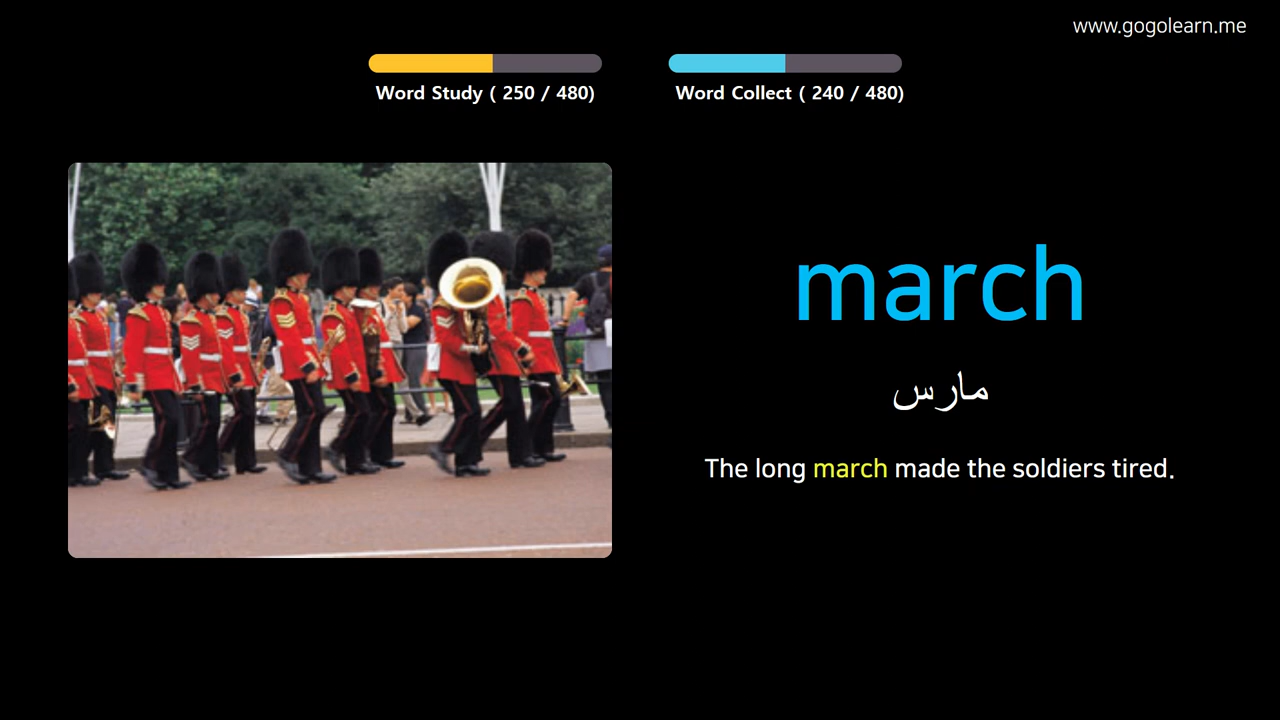 www.gogolearn.me
Word Study ( 250 / 480)
Word Collect ( 240 / 480)
march
مارس
The long march made the soldiers tired.